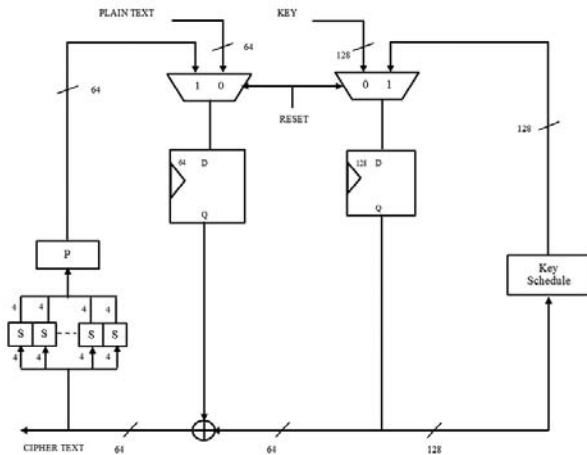 PLAIN TEXT
KEY
64
128
64
1 0
0 1
128
RESET
64 D
Q
128 D
Q
P
Key
Schedule
4 4 4 4
S S S S
4 4 4 4
CIPHER TEXT
64
64
128